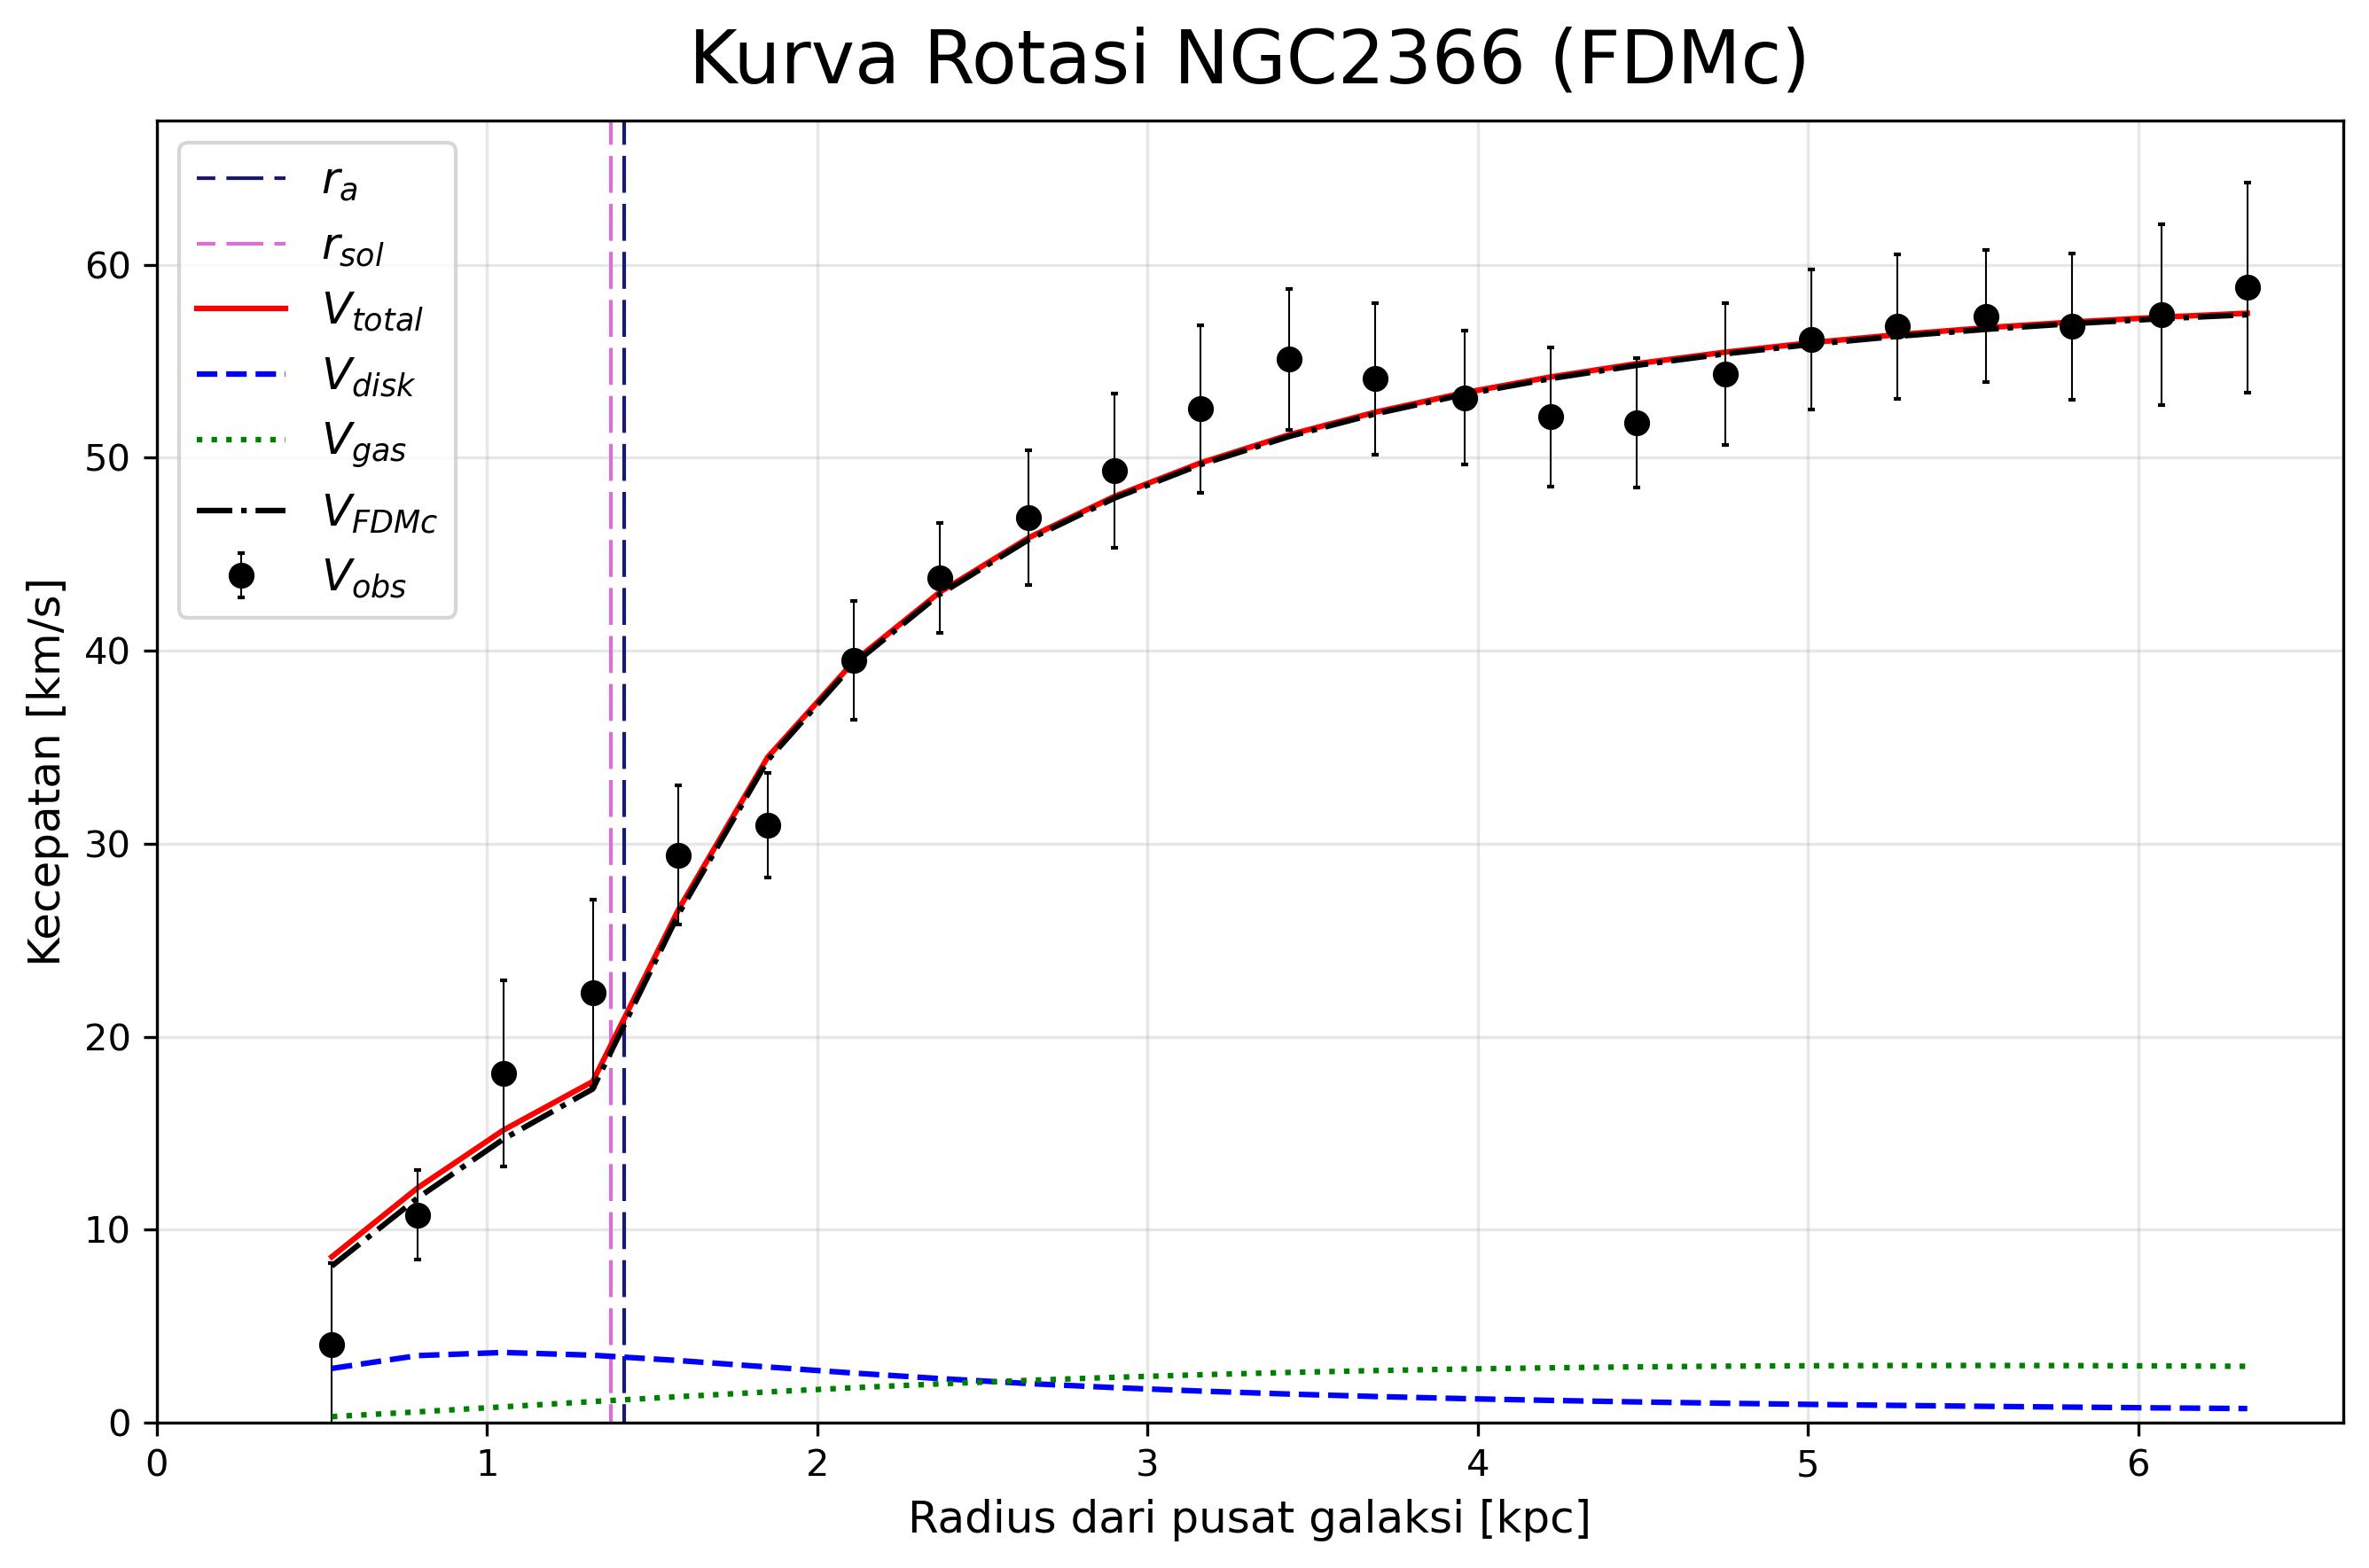 Kurva Rotasi NGC2366 (FDMc)
r_a
r_sol
V_total
V_disk
V_gas
V_FDMc
V_obs
Kecepatan [km/s]
60
50
40
30
20
10
0
0 1 2 3 4 5 6
Radius dari pusat galaksi [kpc]